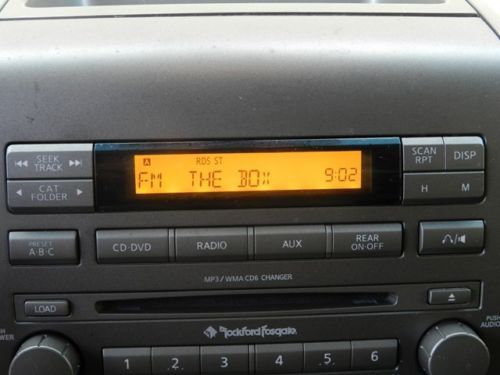 SEEK TRACK
CAT FOLDER
A RDS ST
FM THE BOX 9:02
SCAN RPT DISP
H M
PRESET A·B·C
CD·DVD RADIO AUX REAR ON·OFF
MP3/WMA CD6 CHANGER
LOAD
Rockford Fosgate
PUSH
1 2 3 4 5 6